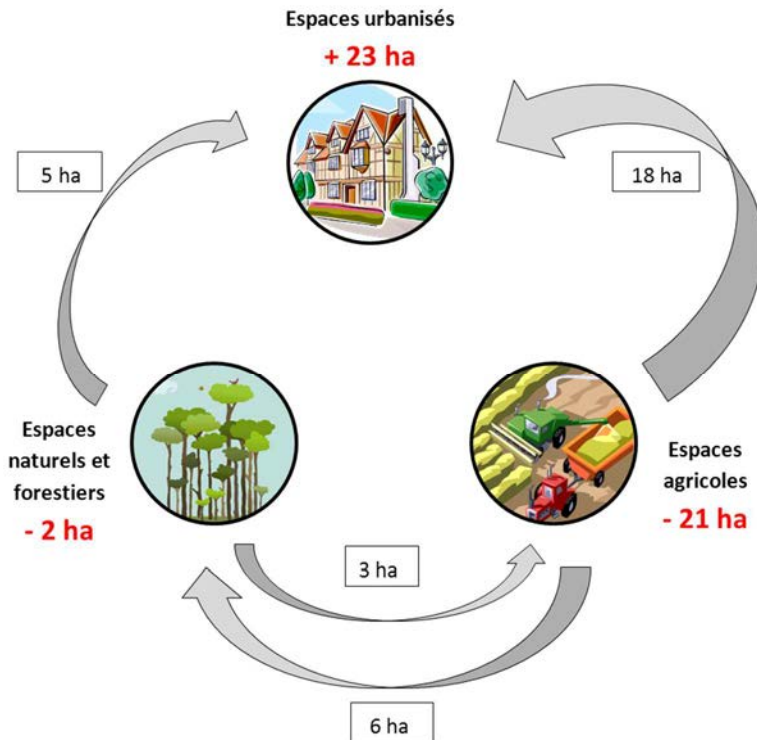 Espaces urbanisés
+ 23 ha
5 ha
18 ha
Espaces
naturels et
forestiers
- 2 ha
Espaces
agricoles
- 21 ha
3 ha
6 ha